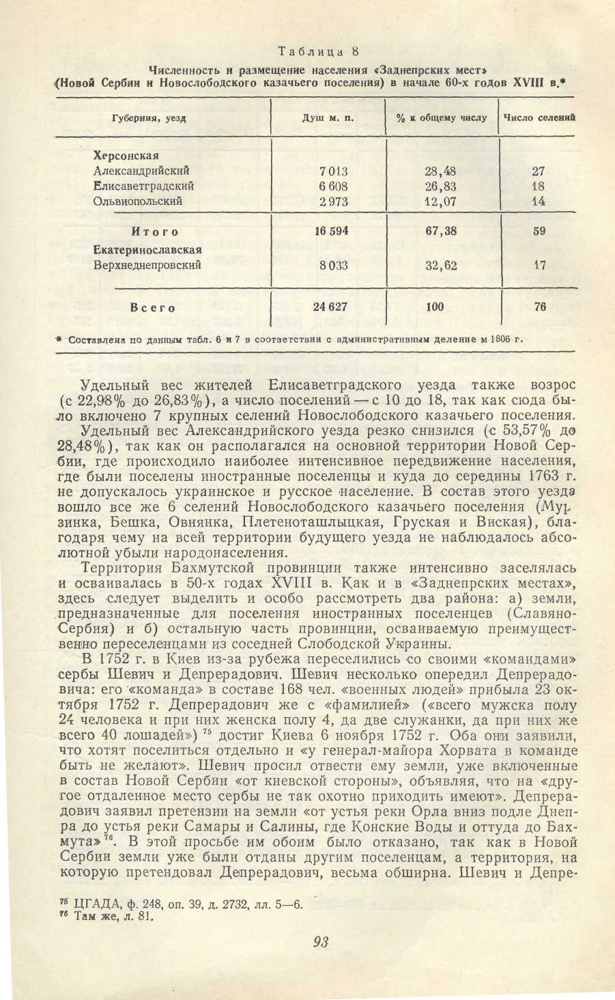 Таблица 8
Численность и размещение населения «Заднепрских мест»
(Новой Сербии и Новослободского казачьего поселения) в начале 60-х годов XVIII в.*
Губерния, уезд Душ м. п. % к общему числу Число селений
Херсонская
Александрийский 7 013 28,48 27
Елисаветградский 6 608 26,83 18
Ольвиопольский 2 973 12,07 14
Итого 16 594 67,38 59
Екатеринославская
Верхнеднепровский 8 033 32,62 17
Всего 24 627 100 76
* Составлена по данным табл. 6 и 7 в соответствии с административным деление м 1806 г.
Удельный вес жителей Елисаветградского уезда также возрос
(с 22,98% до 26,83%), а число поселений — с 10 до 18, так как сюда бы-
ло включено 7 крупных селений Новослободского казачьего поселения.
Удельный вес Александрийского уезда резко снизился (с 53,57% до
28,48%), так как он располагался на основной территории Новой Сер-
бии, где происходило наиболее интенсивное передвижение населения,
где были поселены иностранные поселенцы и куда до середины 1763 г.
не допускалось украинское и русское население. В состав этого уезда
вошло все же 6 селений Новослободского казачьего поселения (Мур
зинка, Бешка, Овнянка, Плетеноташлыцкая, Груская и Виская), бла-
годаря чему на всей территории будущего уезда не наблюдалось абсо-
лютной убыли народонаселения.
Территория Бахмутской провинции также интенсивно заселялась
и осваивалась в 50-х годах XVIII в. Как и в «Заднепрских местах»,
здесь следует выделить и особо рассмотреть два района: а) земли,
предназначенные для поселения иностранных поселенцев (Славяно-
Сербия) и б) остальную часть провинции, осваиваемую преимущест-
венно переселенцами из соседней Слободской Украины.
В 1752 г. в Киев из-за рубежа переселились со своими «командами»
сербы Шевич и Депрерадович. Шевич несколько опередил Депрерадо-
вича: его «команда» в составе 168 чел. «военных людей» прибыла 23 ок-
тября 1752 г. Депрерадович же с «фамилией» («всего мужска полу
24 человека и при них женска полу 4, да две служанки, да при них же
всего 40 лошадей») 75 достиг Киева 6 ноября 1752 г. Оба они заявили,
что хотят поселиться отдельно и «у генерал-майора Хорвата в команде
быть не желают». Шевич просил отвести ему земли, уже включенные
в состав Новой Сербии «от киевской стороны», объявляя, что на «дру-
гое отдаленное место сербы не так охотно приходить имеют». Депрера-
дович заявил претензии на земли «от устья реки Орла вниз подле Днеп-
ра до устья реки Самары и Салины, где Конские Воды и оттуда до Бах-
мута» 76. В этой просьбе им обоим было отказано, так как в Новой
Сербии земли уже были отданы другим поселенцам, а территория, на
которую претендовал Депрерадович, весьма обширна. Шевич и Депре-
75 ЦГАДА, ф. 248, оп. 39, д. 2732, лл. 5—6.
76 Там же, л. 81.
93